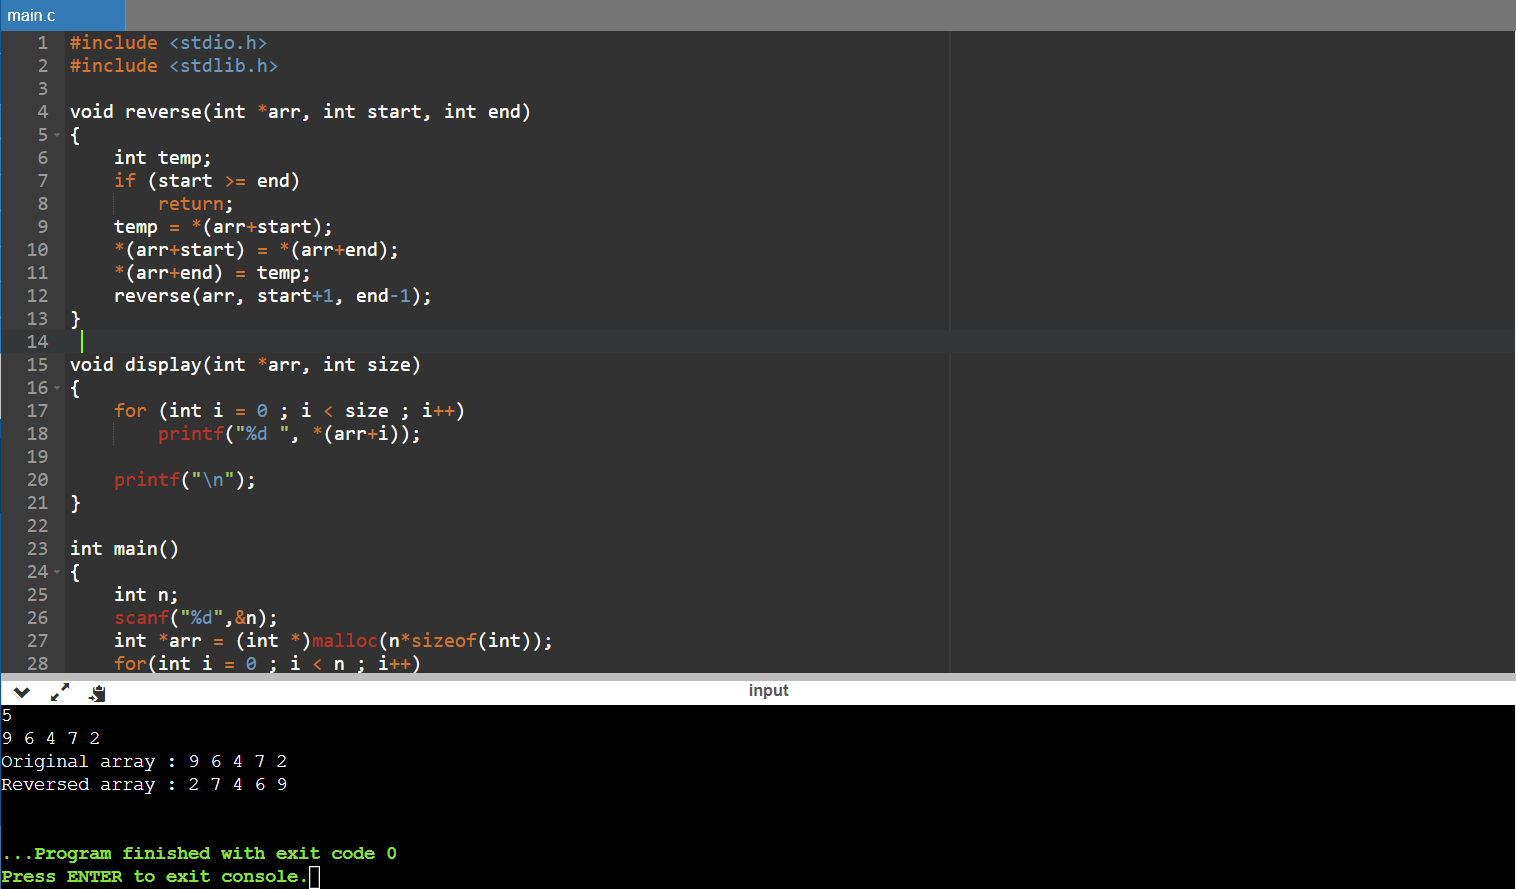 main.c
1 #include <stdio.h>
2 #include <stdlib.h>
3
4 void reverse(int *arr, int start, int end)
5 {
6     int temp;
7     if (start >= end)
8         return;
9     temp = *(arr+start);
10     *(arr+start) = *(arr+end);
11     *(arr+end) = temp;
12     reverse(arr, start+1, end-1);
13 }
14
15 void display(int *arr, int size)
16 {
17     for (int i = 0 ; i < size ; i++)
18         printf("%d ", *(arr+i));
19
20     printf("\n");
21 }
22
23 int main()
24 {
25     int n;
26     scanf("%d",&n);
27     int *arr = (int *)malloc(n*sizeof(int));
28     for(int i = 0 ; i < n ; i++)
input
5
9 6 4 7 2
Original array : 9 6 4 7 2
Reversed array : 2 7 4 6 9
...Program finished with exit code 0
Press ENTER to exit console.